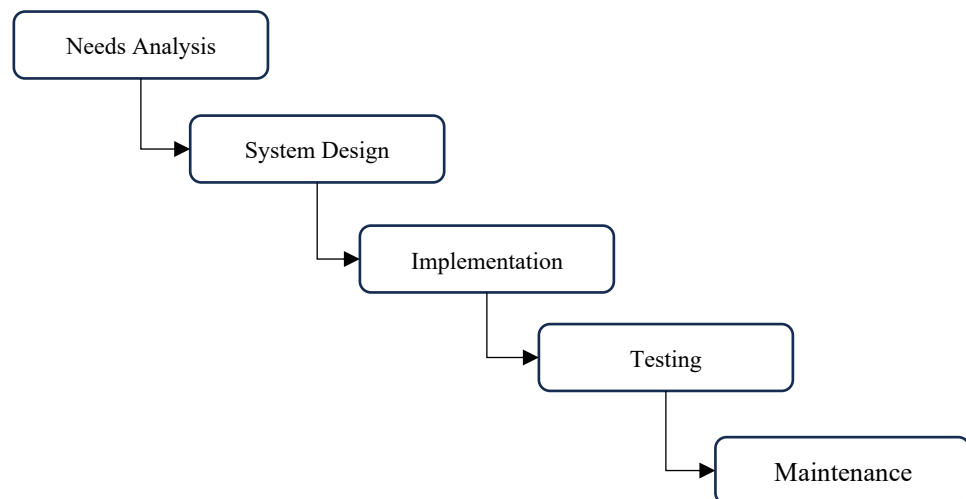 Needs Analysis
System Design
Implementation
Testing
Maintenance